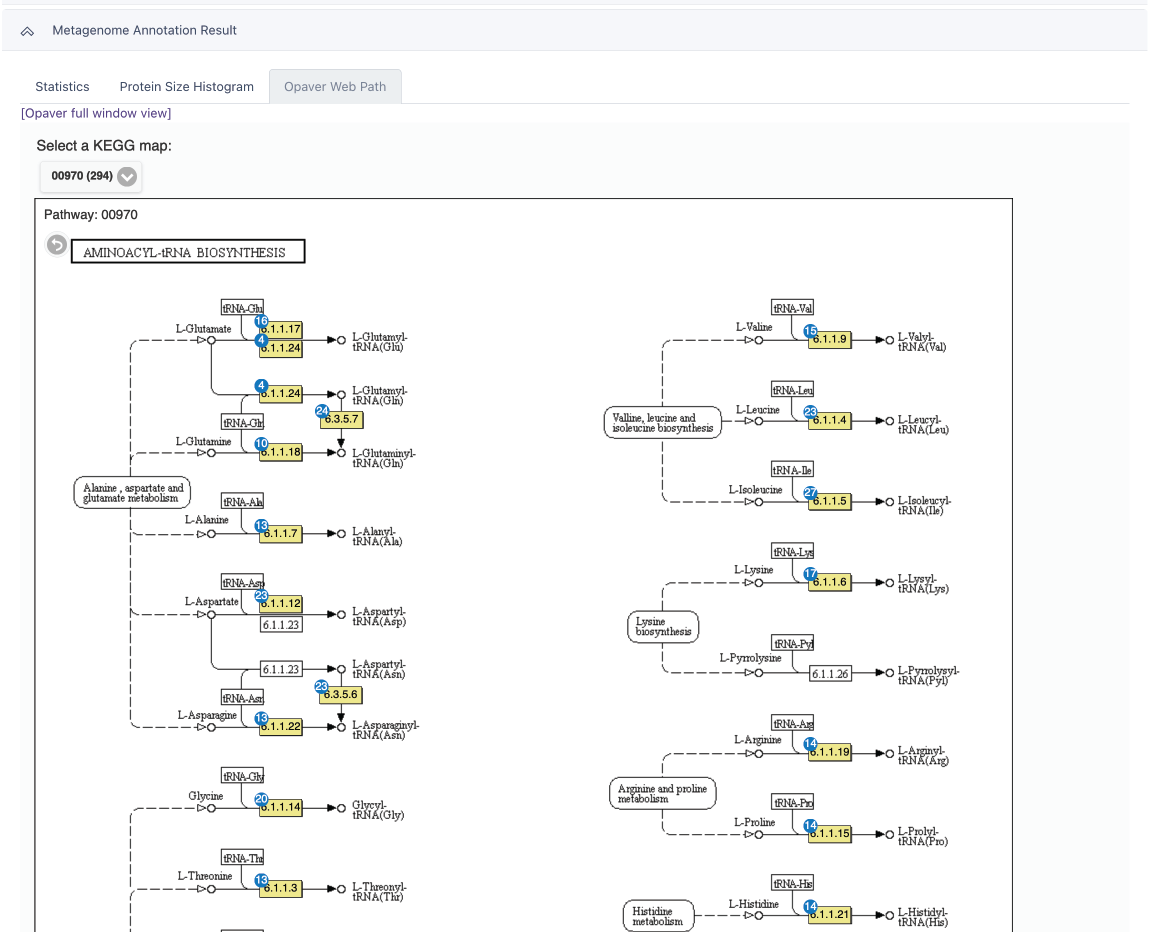 Metagenome Annotation Result
Statistics
Protein Size Histogram
Opaver Web Path
[Opaver full window view]
Select a KEGG map:
00970 (294)
Pathway: 00970
AMINOACYL-tRNA BIOSYNTHESIS
tRNA-Glu
L-Glutamate
16
6.1.1.17
4
6.1.1.24
L-Glutamyl-
tRNA(Glu)
4
6.1.1.24
L-Glutamyl-
tRNA(Gln)
24
6.3.5.7
tRNA-Gln
L-Glutamine
10
6.1.1.18
L-Glutaminyl-
tRNA(Gln)
Alanine , aspartate and
glutamate metabolism
tRNA-Ala
L-Alanine
13
6.1.1.7
L-Alanyl-
tRNA(Ala)
tRNA-Asp
L-Aspartate
23
6.1.1.12
6.1.1.23
L-Aspartyl-
tRNA(Asp)
6.1.1.23
L-Aspartyl-
tRNA(Asn)
23
6.3.5.6
tRNA-Asn
L-Asparagine
13
6.1.1.22
L-Asparaginyl-
tRNA(Asn)
tRNA-Gly
Glycine
20
6.1.1.14
Glycyl-
tRNA(Gly)
tRNA-Thr
L-Threonine
13
6.1.1.3
L-Threonyl-
tRNA(Thr)
tRNA-Val
L-Valine
15
6.1.1.9
L-Valyl-
tRNA(Val)
Valline, leucine and
isoleucine biosynthesis
tRNA-Leu
L-Leucine
23
6.1.1.4
L-Leucyl-
tRNA(Leu)
tRNA-Ile
L-Isoleucine
27
6.1.1.5
L-Isoleucyl-
tRNA(Ile)
tRNA-Lys
L-Lysine
17
6.1.1.6
L-Lysyl-
tRNA(Lys)
Lysine
biosynthesis
tRNA-Pyl
L-Pyrrolysine
6.1.1.26
L-Pyrrolysyl-
tRNA(Pyl)
tRNA-Arg
L-Arginine
14
6.1.1.19
L-Arginyl-
tRNA(Arg)
Arginine and proline
metabolism
tRNA-Pro
L-Proline
14
6.1.1.15
L-Prolyl-
tRNA(Pro)
tRNA-His
L-Histidine
14
6.1.1.21
L-Histidyl-
tRNA(His)
Histidine
metabolism